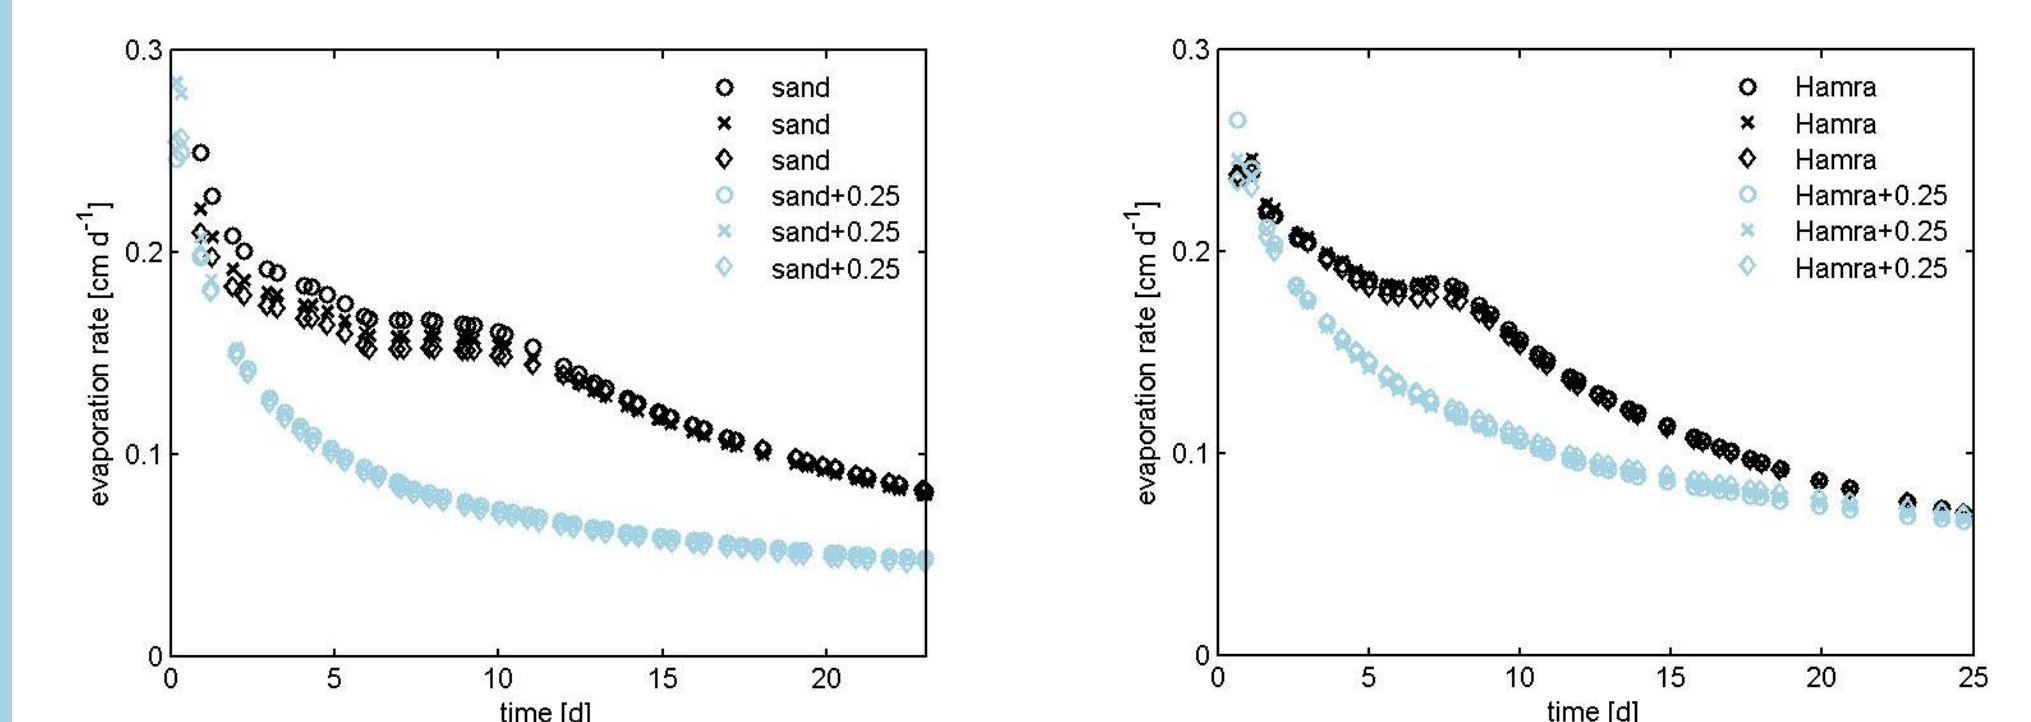 0.3
0.2
0.1
0
evaporation rate [cm d-1]
sand
sand
sand
sand+0.25
sand+0.25
sand+0.25
0 5 10 15 20
time [d]
0.3
0.2
0.1
0
evaporation rate [cm d-1]
Hamra
Hamra
Hamra
Hamra+0.25
Hamra+0.25
Hamra+0.25
0 5 10 15 20 25
time [d]